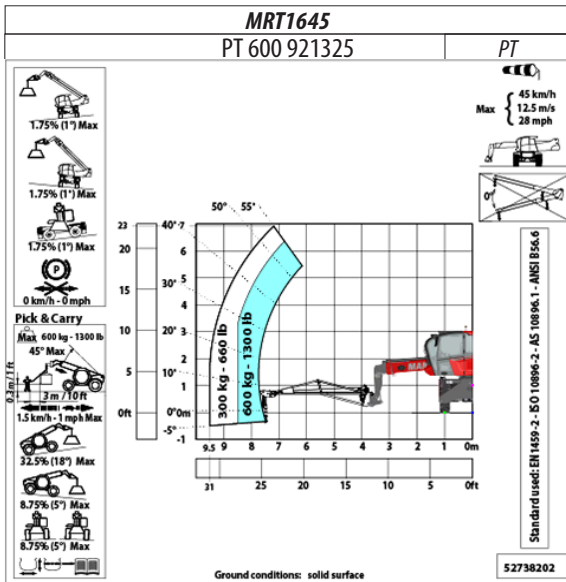 MRT1645
PT 600 921325
PT
1.75% (1°) Max
1.75% (1°) Max
1.75% (1°) Max
P
0 km/h - 0 mph
Pick & Carry
Max 600 kg - 1300 lb
45° Max
0.3 m / 1 ft
3 m / 10 ft
1.5 km/h - 1 mph Max
32.5% (18°) Max
8.75% (5°) Max
8.75% (5°) Max
Max
45 km/h
12.5 m/s
28 mph
0°
50° 55°
23 40° 7
20 6
30° 5
15 4
10 20° 3
2
5 10° 1
0ft 0° 0m
-5° -1
300 kg - 660 lb
600 kg - 1300 lb
MAN
9.5 9 8 7 6 5 4 3 2 1 0m
31 25 20 15 10 5 0ft
Ground conditions: solid surface
Standard used: EN 1459-2 - ISO 10896-2 - AS 10896.1 - ANSI B56.6
52738202